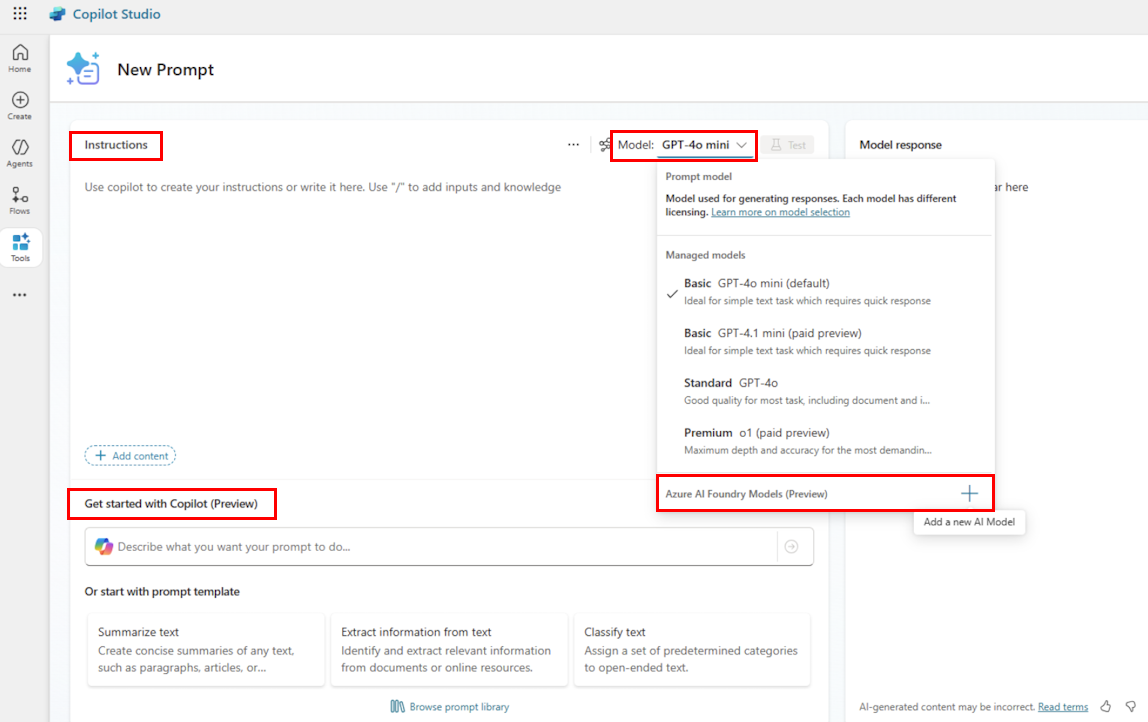 Copilot Studio
Home
Create
Agents
Flows
Tools
New Prompt
Instructions
Model: GPT-4o mini
Test
Model response
Use copilot to create your instructions or write it here. Use "/" to add inputs and knowledge
Prompt model
Model used for generating responses. Each model has different
licensing. Learn more on model selection
here
Managed models
Basic GPT-4o mini (default)
Ideal for simple text task which requires quick response
Basic GPT-4.1 mini (paid preview)
Ideal for simple text task which requires quick response
Standard GPT-4o
Good quality for most task, including document and i...
Premium o1 (paid preview)
Maximum depth and accuracy for the most demandin...
Add content
Azure AI Foundry Models (Preview)
Add a new AI Model
Get started with Copilot (Preview)
Describe what you want your prompt to do...
Or start with prompt template
Summarize text
Create concise summaries of any text,
such as paragraphs, articles, or...
Extract information from text
Identify and extract relevant information
from documents or online resources.
Classify text
Assign a set of predetermined categories
to open-ended text.
Browse prompt library
AI-generated content may be incorrect. Read terms